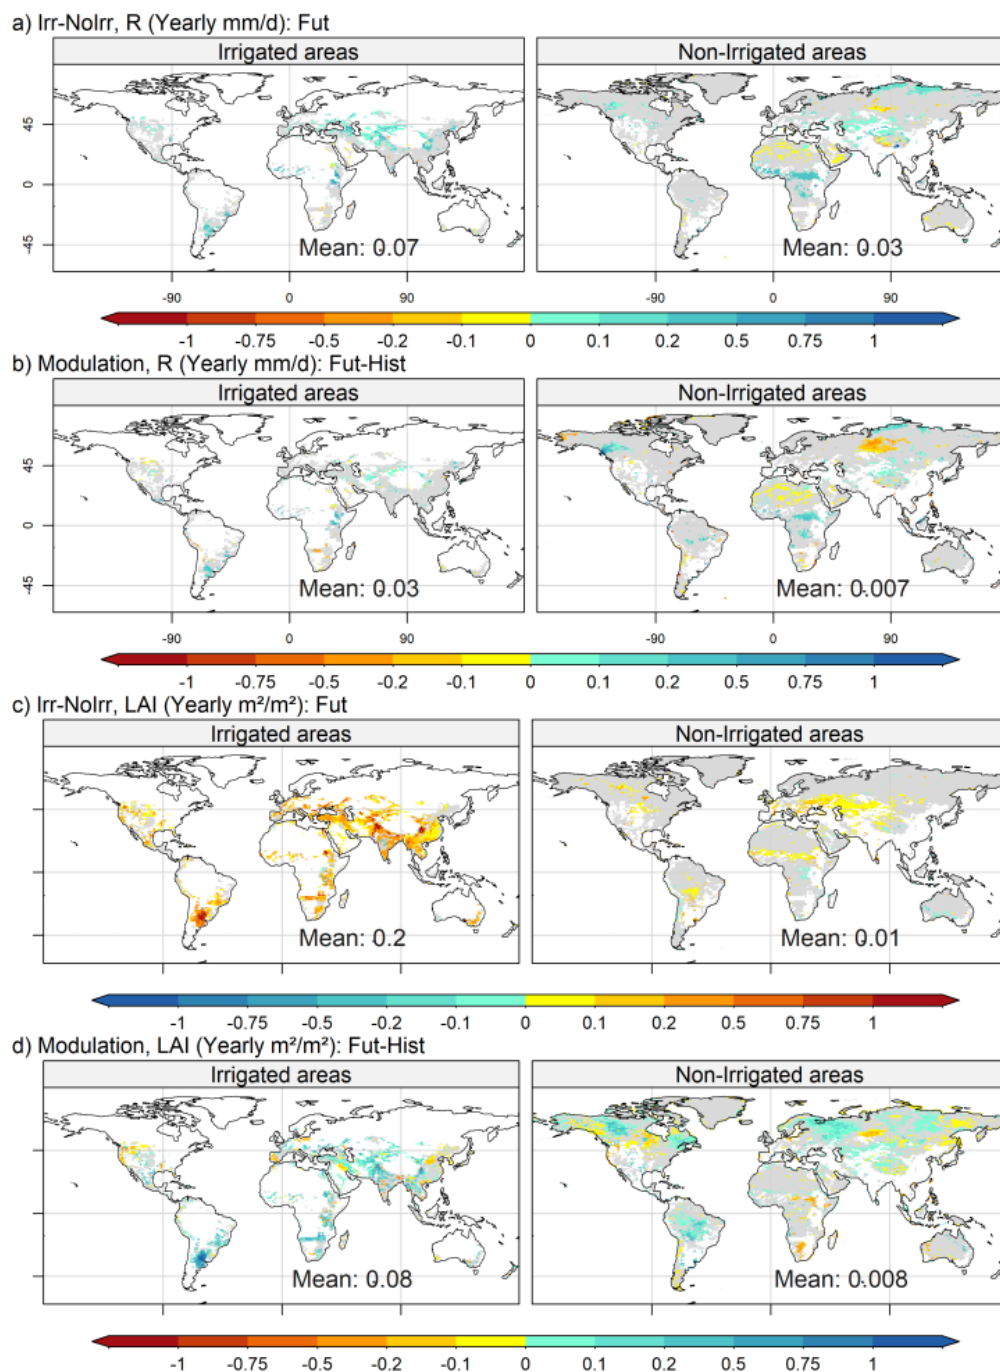 a) Irr-NoIrr, R (Yearly mm/d): Fut
Irrigated areas Non-Irrigated areas
45
0
-45
Mean: 0.07 Mean: 0.03
-90 0 90 -90 0 90
-1 -0.75 -0.5 -0.2 -0.1 0 0.1 0.2 0.5 0.75 1
b) Modulation, R (Yearly mm/d): Fut-Hist
Irrigated areas Non-Irrigated areas
45
0
-45
Mean: 0.03 Mean: 0.007
-90 0 90 -90 0 90
-1 -0.75 -0.5 -0.2 -0.1 0 0.1 0.2 0.5 0.75 1
c) Irr-NoIrr, LAI (Yearly m²/m²): Fut
Irrigated areas Non-Irrigated areas
Mean: 0.2 Mean: 0.01
-1 -0.75 -0.5 -0.2 -0.1 0 0.1 0.2 0.5 0.75 1
d) Modulation, LAI (Yearly m²/m²): Fut-Hist
Irrigated areas Non-Irrigated areas
Mean: 0.08 Mean: 0.008
-1 -0.75 -0.5 -0.2 -0.1 0 0.1 0.2 0.5 0.75 1